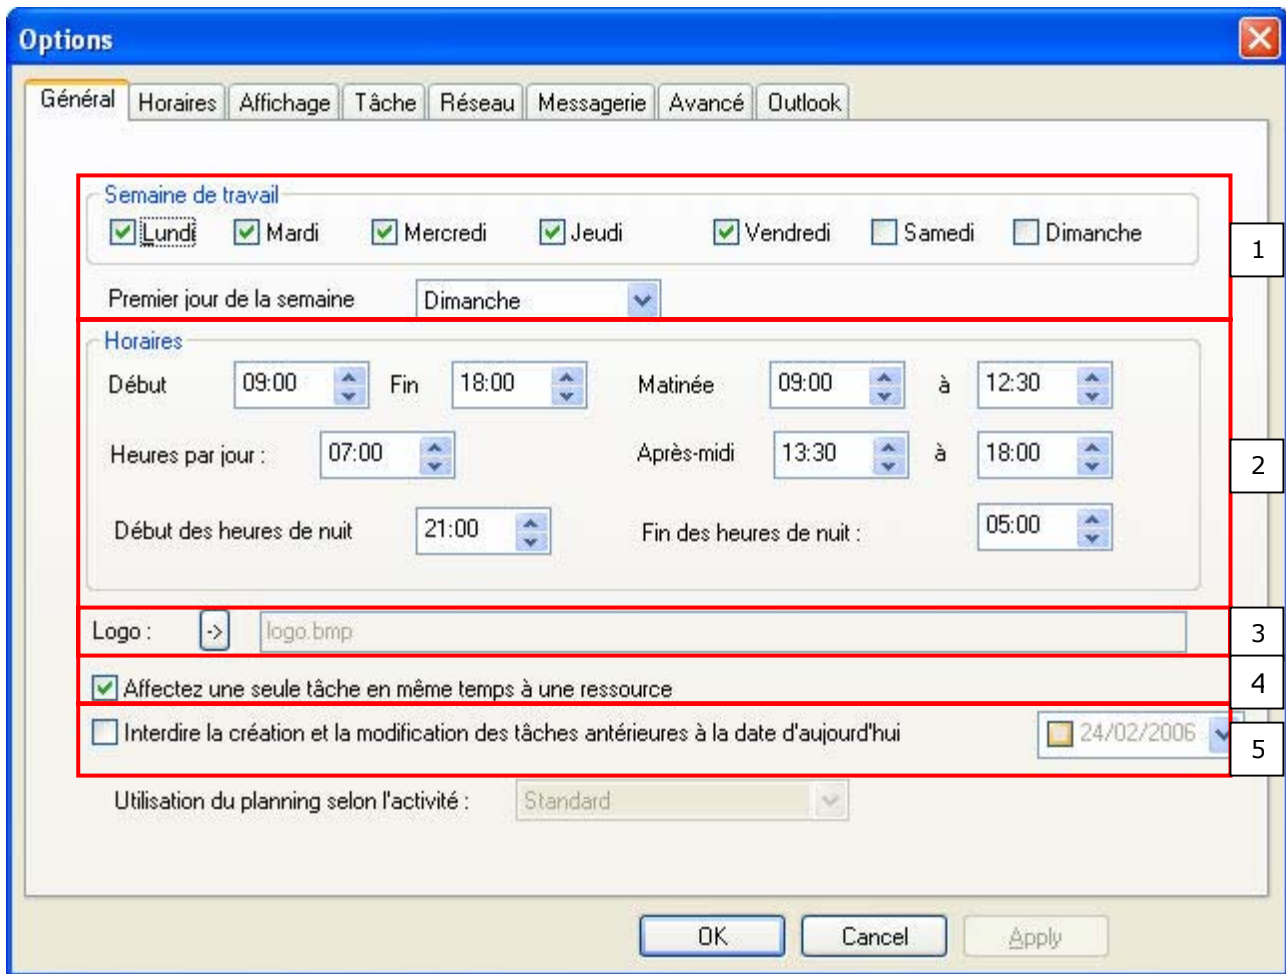 Options
Général Horaires Affichage Tâche Réseau Messagerie Avancé Outlook
Semaine de travail
Lundi Mardi Mercredi Jeudi Vendredi Samedi Dimanche
1
Premier jour de la semaine Dimanche
Horaires
Début 09:00 Fin 18:00 Matinée 09:00 à 12:30
Heures par jour : 07:00 Après-midi 13:30 à 18:00
2
Début des heures de nuit 21:00 Fin des heures de nuit : 05:00
Logo : -> logo.bmp
3
Affectez une seule tâche en même temps à une ressource
4
Interdire la création et la modification des tâches antérieures à la date d'aujourd'hui 24/02/2006
5
Utilisation du planning selon l'activité : Standard
OK Cancel Apply